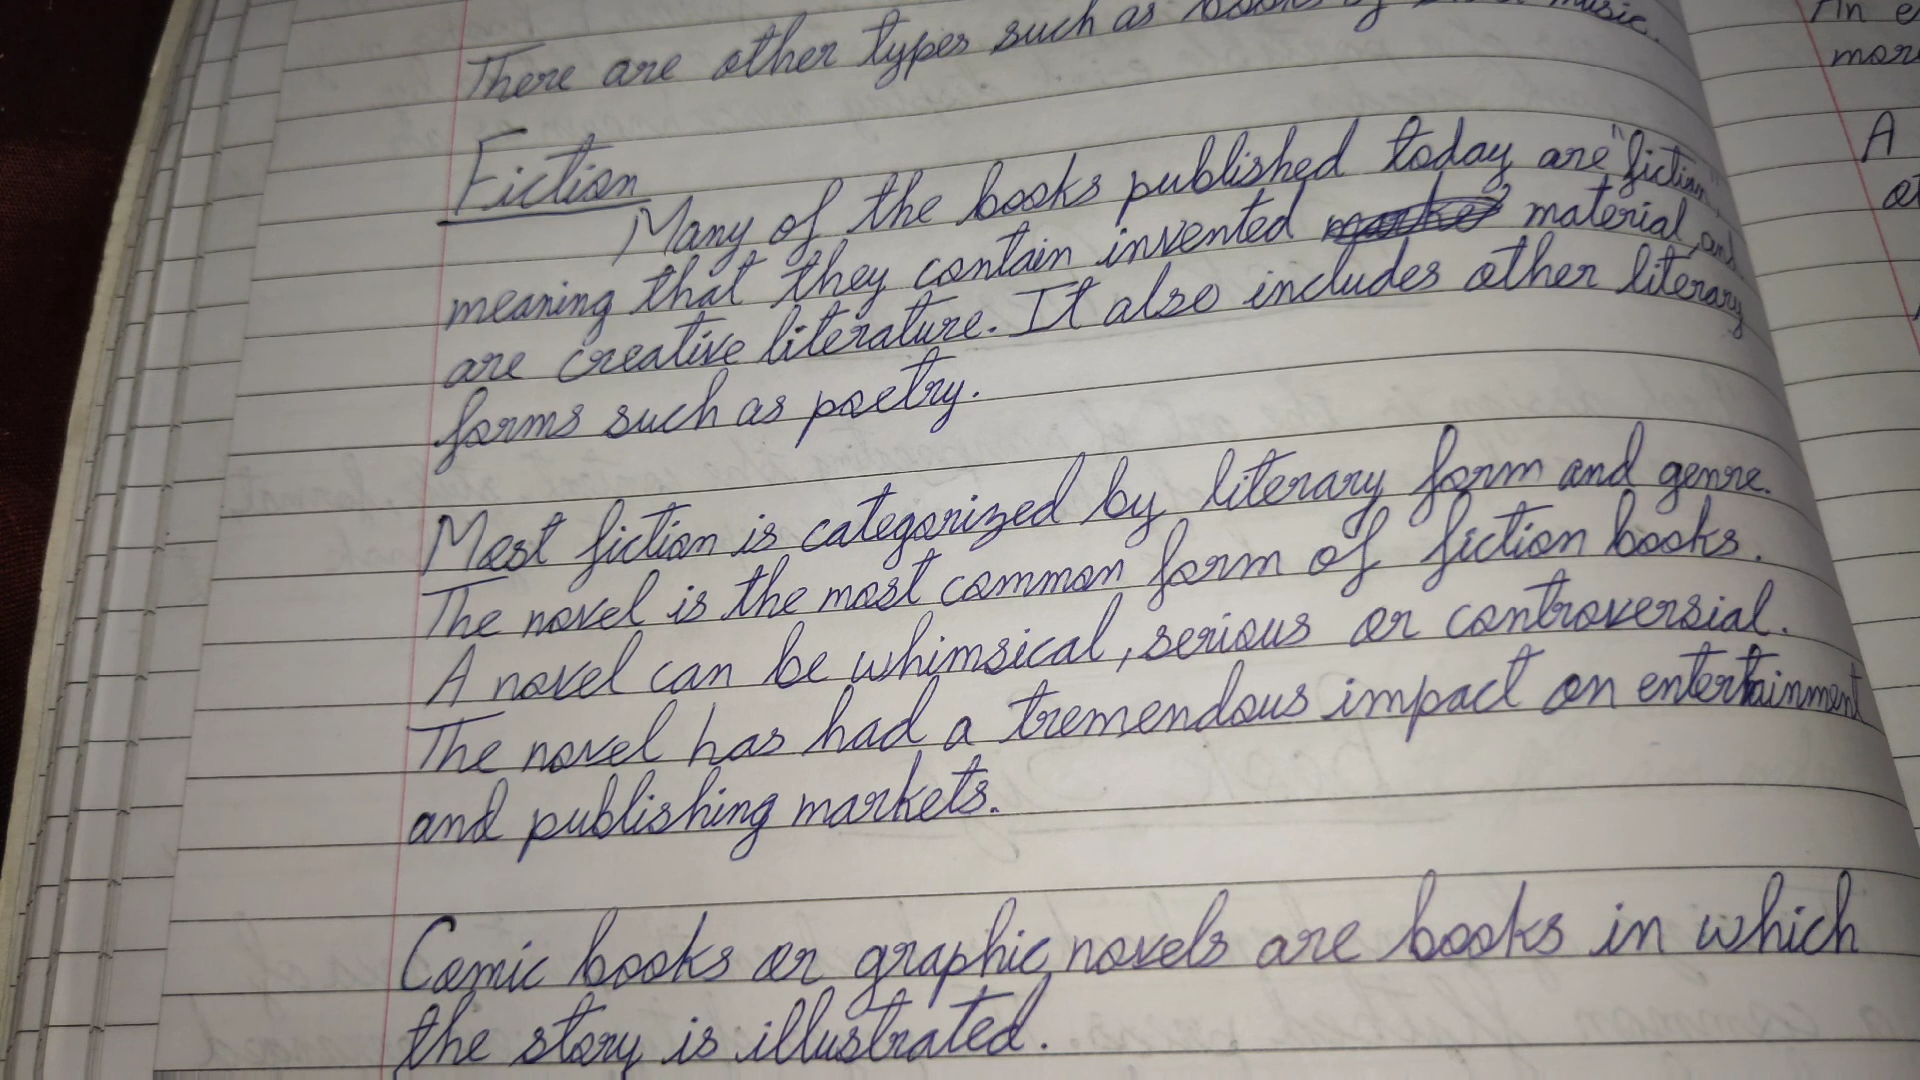 There are other types such as books of music.
Fiction
Many of the books published today are "fiction",
meaning that they contain invented material, and
are creative literature. It also includes other literary
forms such as poetry.
Most fiction is categorized by literary form and genre.
The novel is the most common form of fiction books.
A novel can be whimsical, serious or controversial.
The novel has had a tremendous impact on entertainment
and publishing markets.
Comic books or graphic novels are books in which
the story is illustrated.
An
A